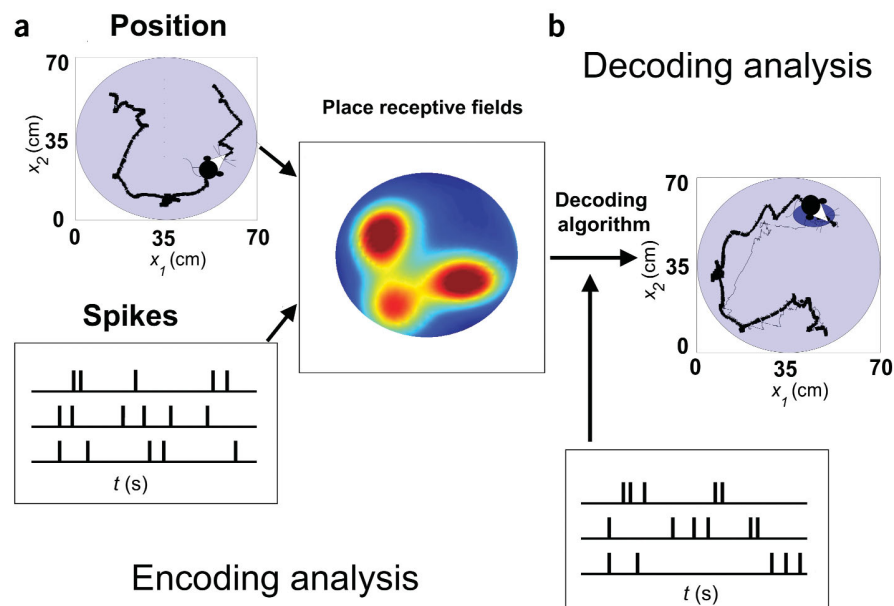 a
Position
70
35
0
x2 (cm)
35
70
x1 (cm)
Spikes
t (s)
Encoding analysis
Place receptive fields
Decoding
algorithm
b
Decoding analysis
70
35
0
x2 (cm)
0
35
70
x1 (cm)
t (s)